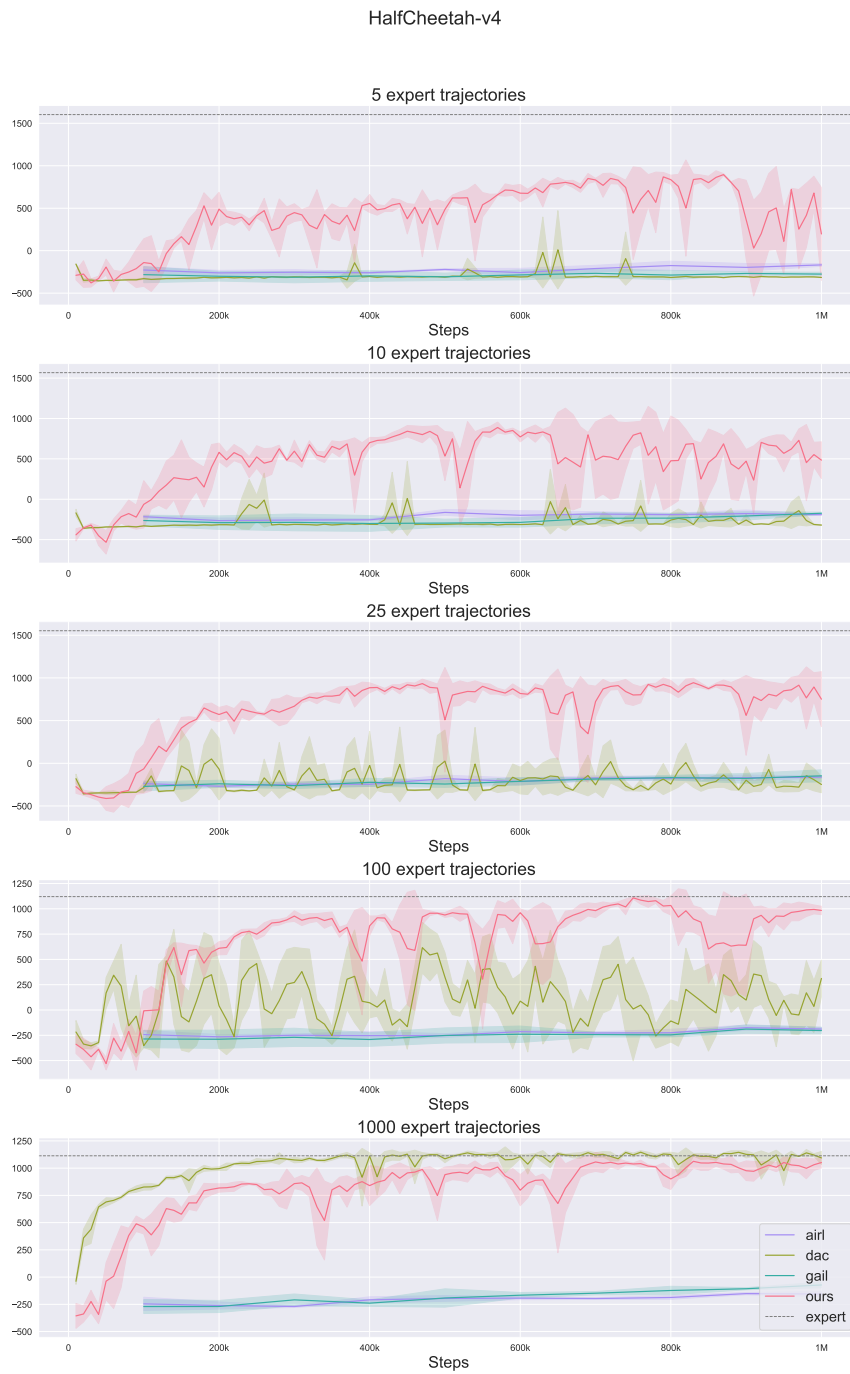 HalfCheetah-v4
5 expert trajectories
1500
1000
500
0
−500
0 200k 400k 600k 800k 1M
Steps
10 expert trajectories
1500
1000
500
0
−500
0 200k 400k 600k 800k 1M
Steps
25 expert trajectories
1500
1000
500
0
−500
0 200k 400k 600k 800k 1M
Steps
100 expert trajectories
1250
1000
750
500
250
0
−250
−500
0 200k 400k 600k 800k 1M
Steps
1000 expert trajectories
1250
1000
750
500
250
0
−250
−500
airl
dac
gail
ours
expert
0 200k 400k 600k 800k 1M
Steps